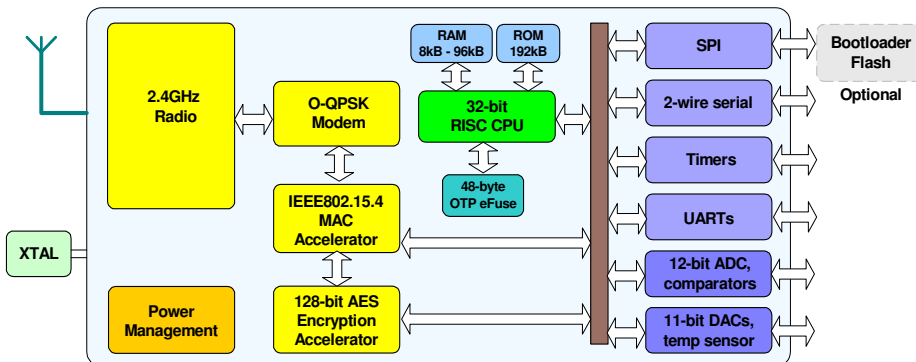 2.4GHz
Radio
XTAL
Power
Management
O-QPSK
Modem
IEEE802.15.4
MAC
Accelerator
128-bit AES
Encryption
Accelerator
RAM
8kB - 96kB
ROM
192kB
32-bit
RISC CPU
48-byte
OTP eFuse
SPI
2-wire serial
Timers
UARTs
12-bit ADC,
comparators
11-bit DACs,
temp sensor
Bootloader
Flash
Optional